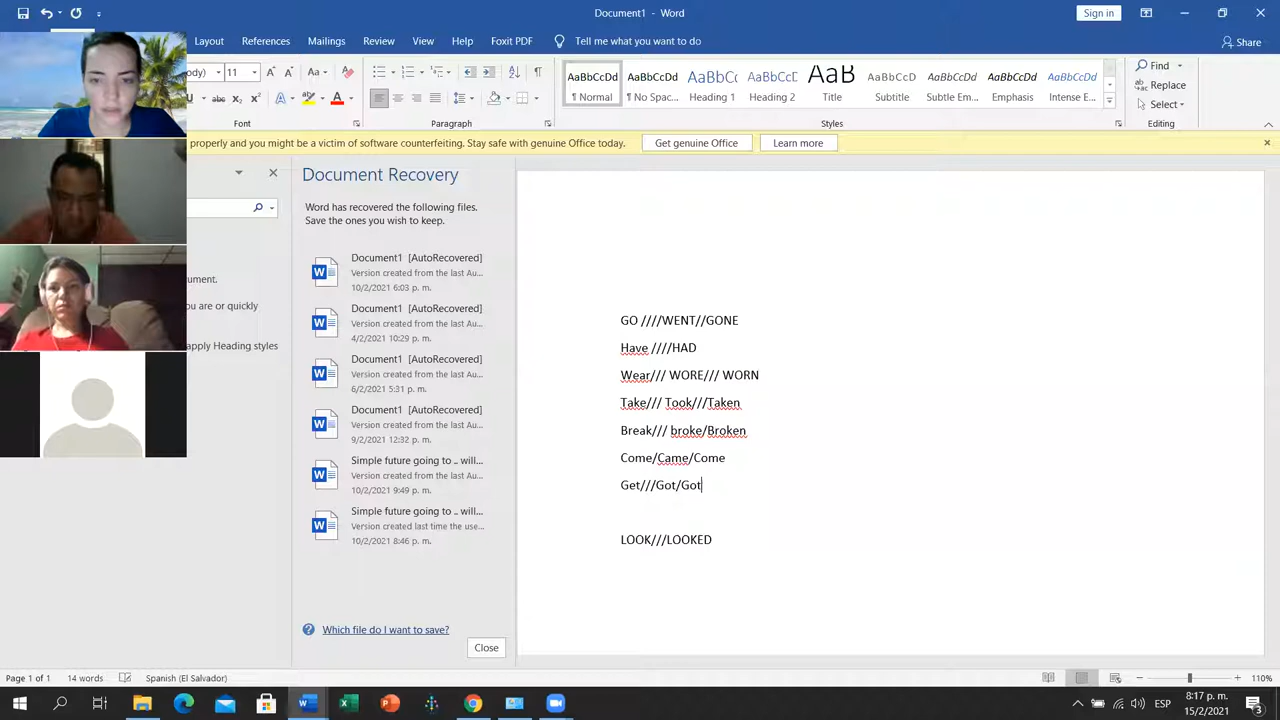 Document1 - Word
Sign in
Layout References Mailings Review View Help Foxit PDF Tell me what you want to do
Share
11 Aa
AaBbCcDd AaBbCcDd AaBbC AaBbCcD AaB AaBbCcD AaBbCcDd AaBbCcDd AaBbCcDd
¶ Normal ¶ No Spac... Heading 1 Heading 2 Title Subtitle Subtle Em... Emphasis Intense E...
Find
Replace
Select
Font Paragraph Styles Editing
properly and you might be a victim of software counterfeiting. Stay safe with genuine Office today. Get genuine Office Learn more
Document Recovery
Word has recovered the following files.
Save the ones you wish to keep.
Document1 [AutoRecovered]
Version created from the last Au...
10/2/2021 6:03 p. m.
Document1 [AutoRecovered]
Version created from the last Au...
4/2/2021 10:29 p. m.
Document1 [AutoRecovered]
Version created from the last Au...
6/2/2021 5:31 p. m.
Document1 [AutoRecovered]
Version created from the last Au...
9/2/2021 12:32 p. m.
Simple future going to .. will...
Version created from the last Au...
10/2/2021 9:49 p. m.
Simple future going to .. will...
Version created last time the use...
10/2/2021 8:46 p. m.
Which file do I want to save?
Close
or quickly
apply Heading styles
GO ////WENT//GONE
Have ////HAD
Wear/// WORE/// WORN
Take/// Took///Taken
Break/// broke/Broken
Come/Came/Come
Get///Got/Got
LOOK///LOOKED
Page 1 of 1 14 words Spanish (El Salvador) 110%
ESP
8:17 p. m.
15/2/2021